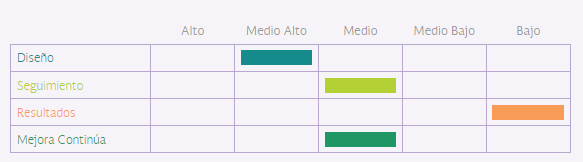 Alto Medio Alto Medio Medio Bajo Bajo
Diseño
Seguimiento
Resultados
Mejora Continúa